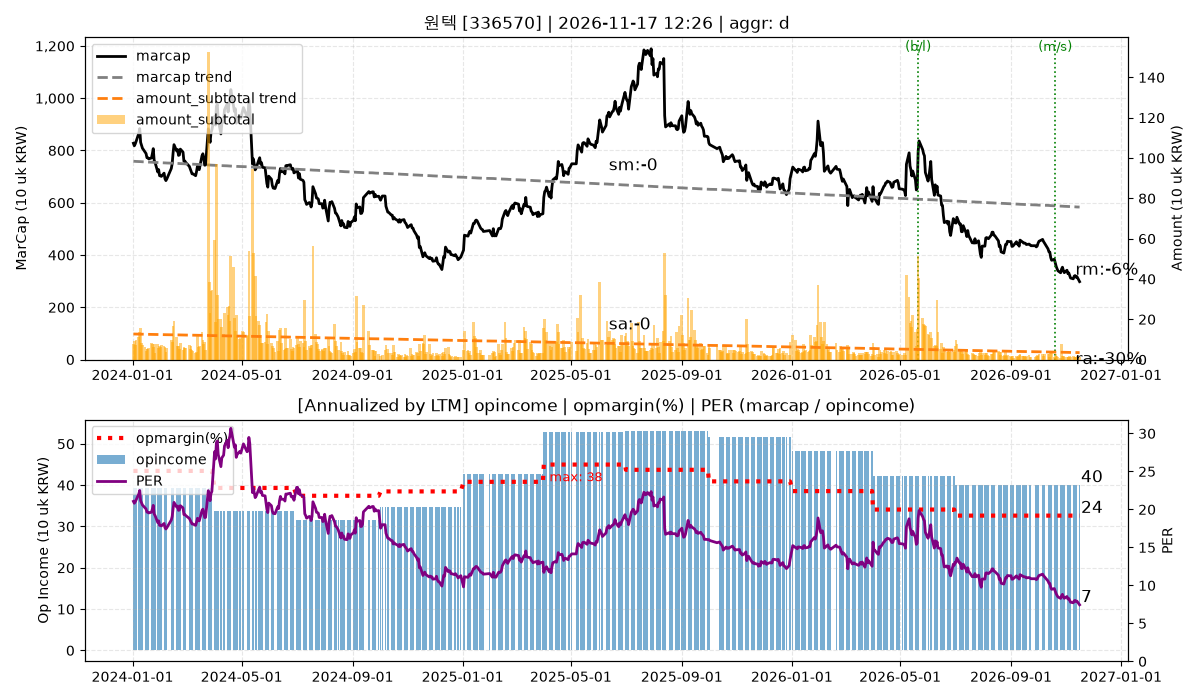 원텍 [336570] | 2026-11-17 12:26 | aggr: d
marcap
marcap trend
amount_subtotal trend
amount_subtotal
(b/l)
(m/s)
sm:-0
sa:-0
rm:-6%
ra:-30%
MarCap (10 uk KRW)
1,200
1,000
800
600
400
200
0
Amount (10 uk KRW)
140
120
100
80
60
40
20
0
2024-01-01 2024-05-01 2024-09-01 2025-01-01 2025-05-01 2025-09-01 2026-01-01 2026-05-01 2026-09-01 2027-01-01
[Annualized by LTM] opincome | opmargin(%) | PER (marcap / opincome)
opmargin(%)
opincome
PER
max: 38
40
24
7
Op Income (10 uk KRW)
50
40
30
20
10
0
PER
30
25
20
15
10
5
0
2024-01-01 2024-05-01 2024-09-01 2025-01-01 2025-05-01 2025-09-01 2026-01-01 2026-05-01 2026-09-01 2027-01-01